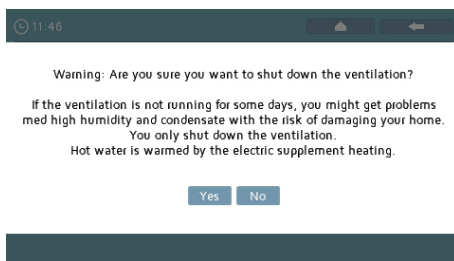 11:46
Warning: Are you sure you want to shut down the ventilation?
If the ventilation is not running for some days, you might get problems
med high humidity and condensate with the risk of damaging your home.
You only shut down the ventilation.
Hot water is warmed by the electric supplement heating.
Yes No